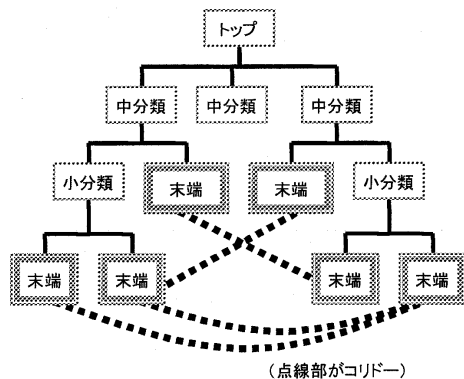 トップ
中分類 中分類 中分類
小分類 末端 末端 小分類
末端 末端 末端 末端
(点線部がコリドー)